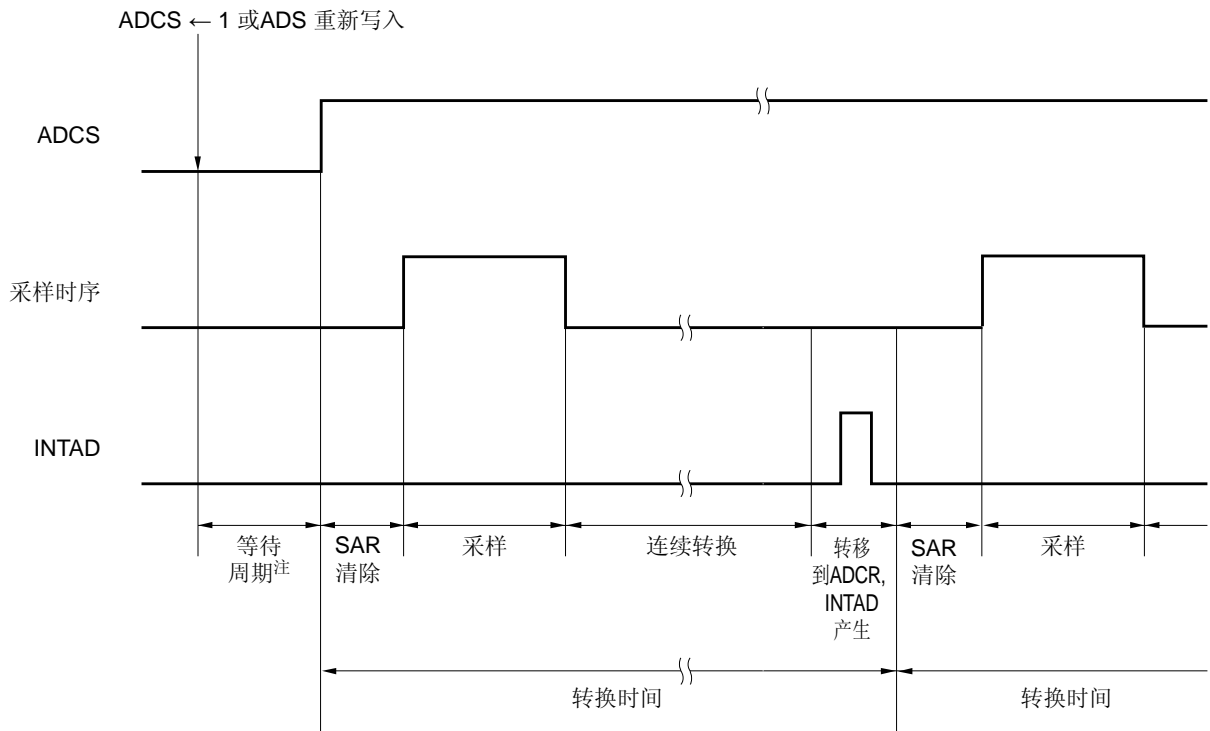 ADCS ← 1 或ADS 重新写入
ADCS
采样时序
INTAD
等待
周期注
SAR
清除
采样
连续转换
转移
到ADCR,
INTAD
产生
SAR
清除
采样
转换时间
转换时间